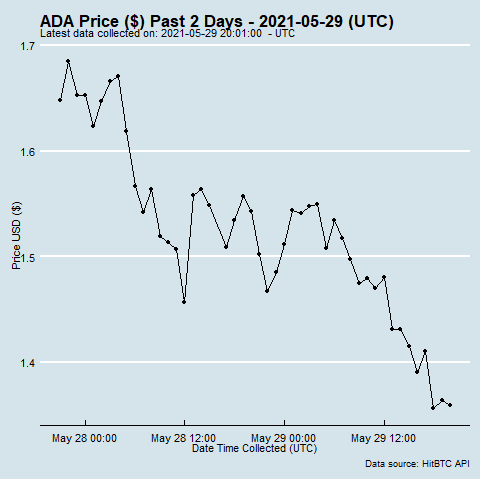 ADA Price ($) Past 2 Days - 2021-05-29 (UTC)
Latest data collected on: 2021-05-29 20:01:00  - UTC
1.7
1.6
1.5
1.4
Price USD ($)
May 28 00:00 May 28 12:00 May 29 00:00 May 29 12:00
Date Time Collected (UTC)
Data source: HitBTC API